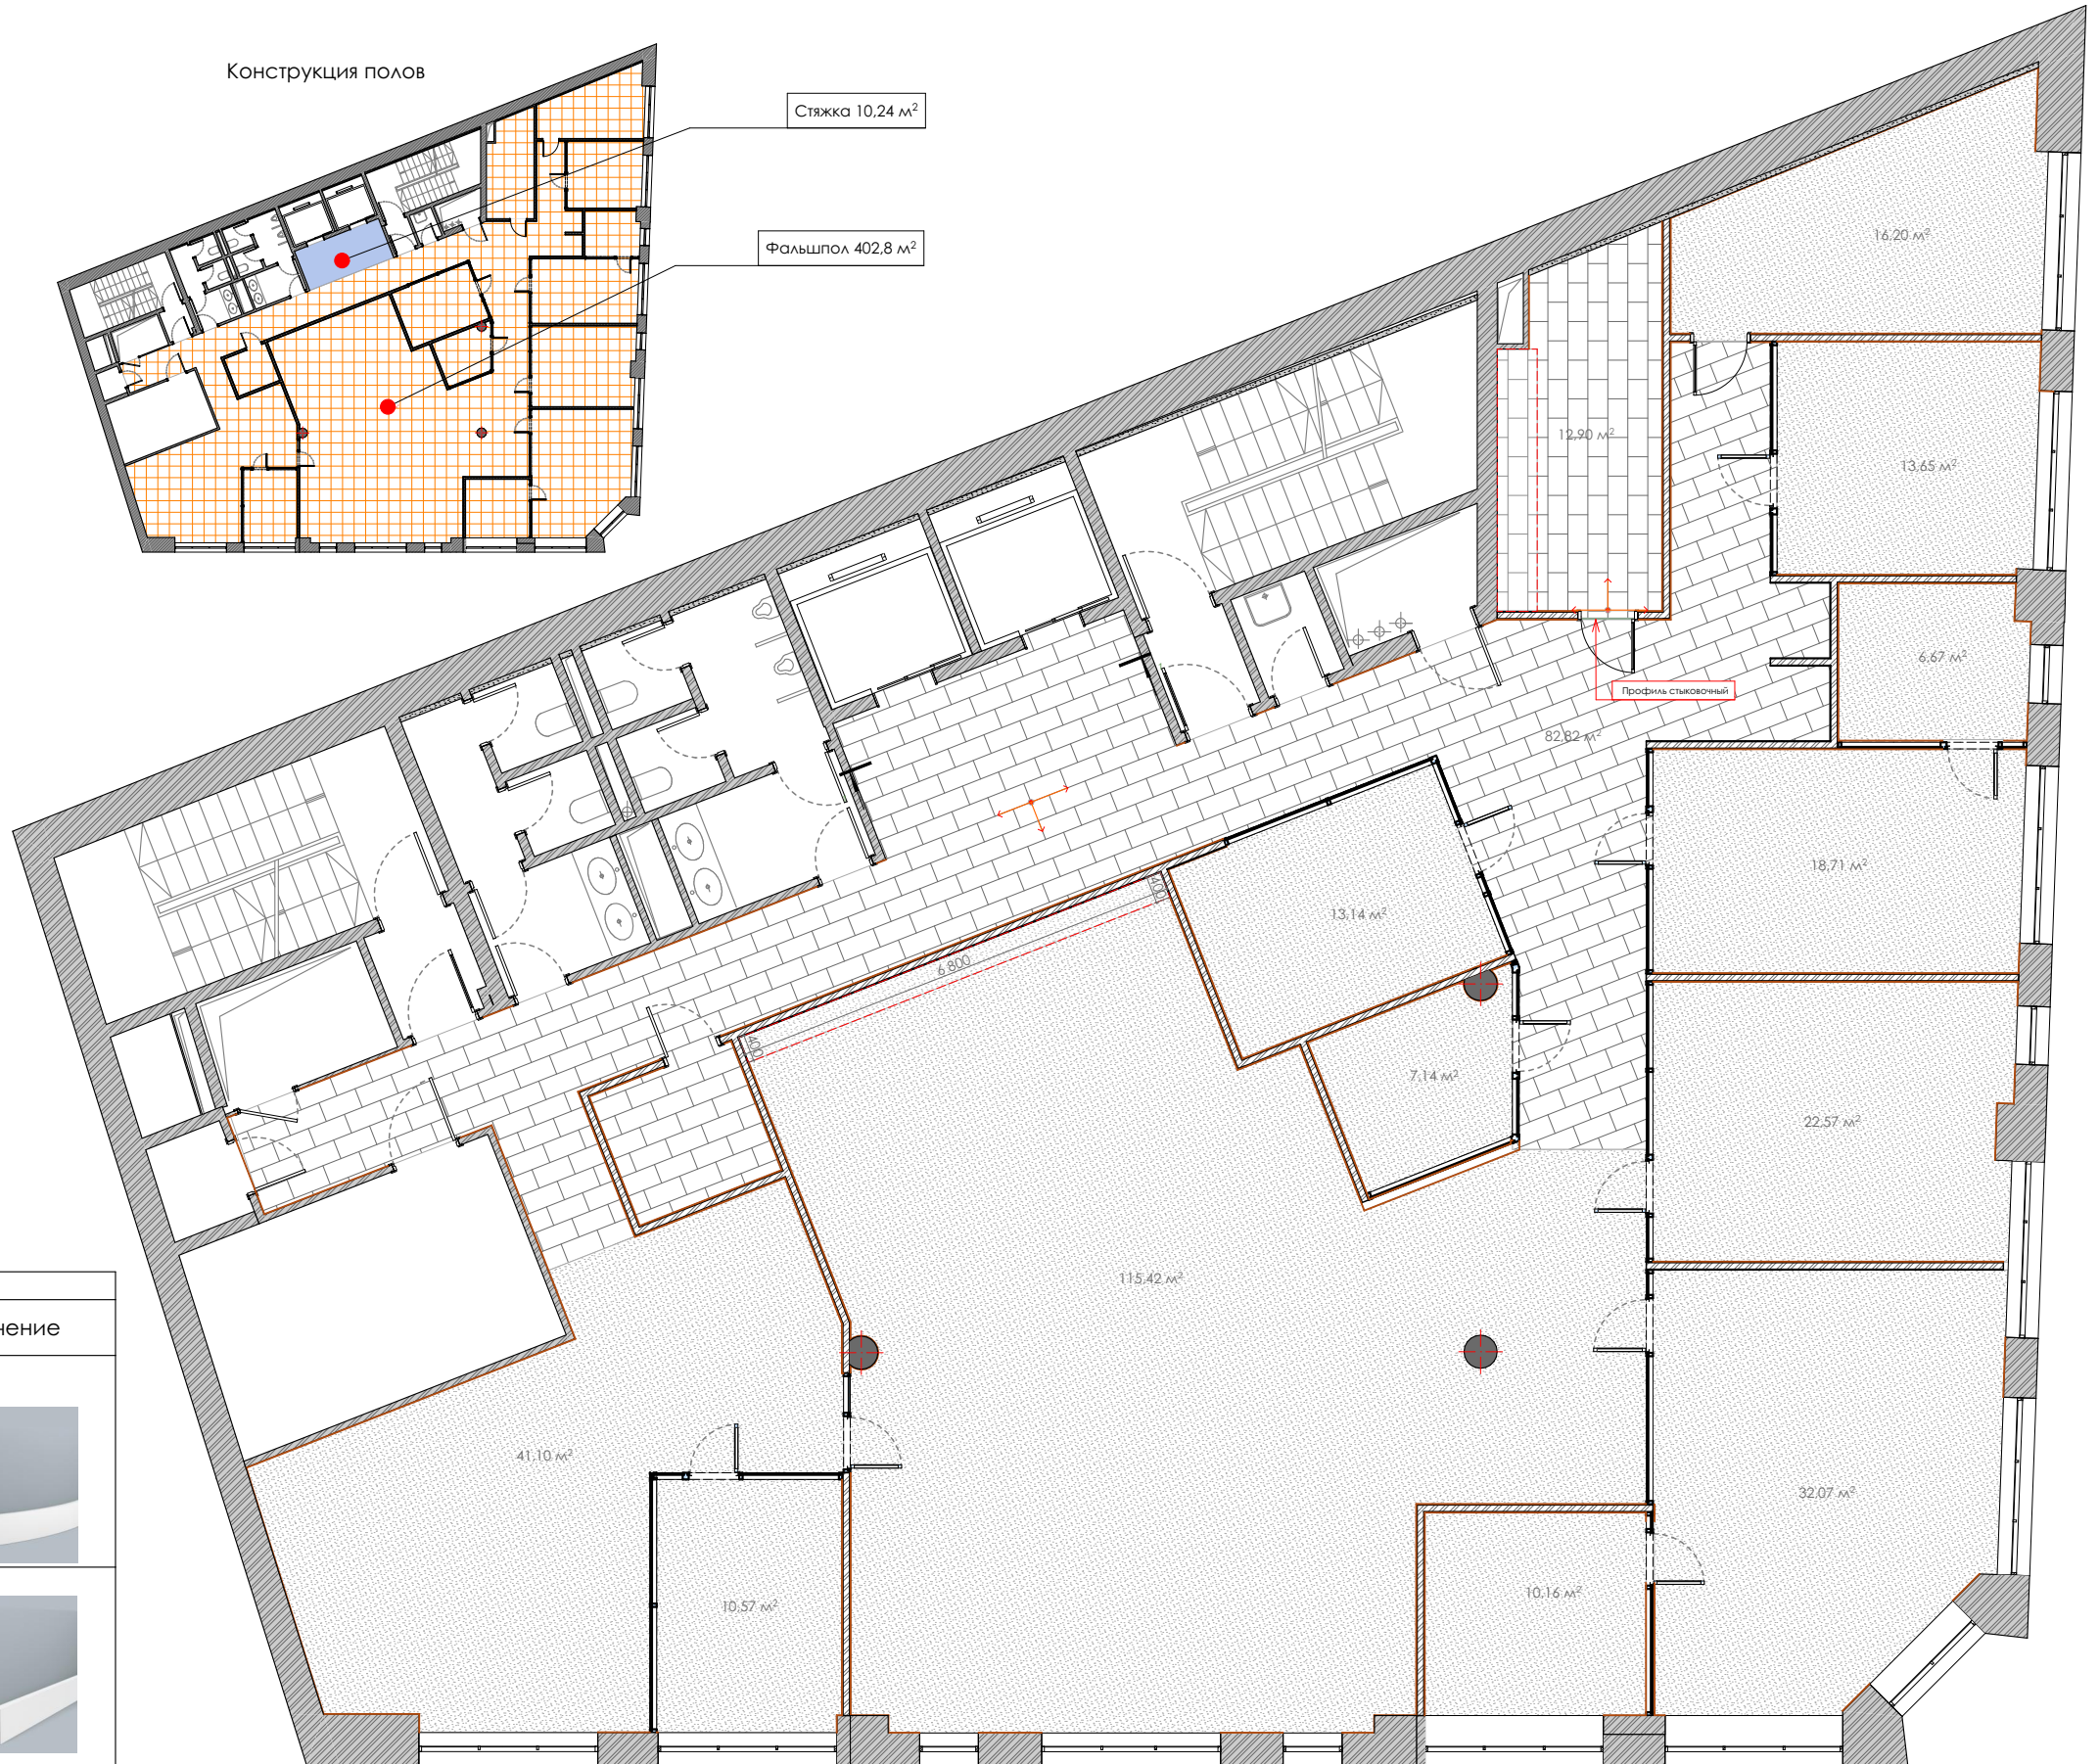 Конструкция полов
Стяжка 10,24 м²
Фальшпол 402,8 м²
16,20 м²
12,90 м²
13,65 м²
6,67 м²
Профиль стыковочный
82,82 м²
18,71 м²
13,14 м²
400
6 800
400
7,14 м²
22,57 м²
115,42 м²
нение
41,10 м²
32,07 м²
10,57 м²
10,16 м²